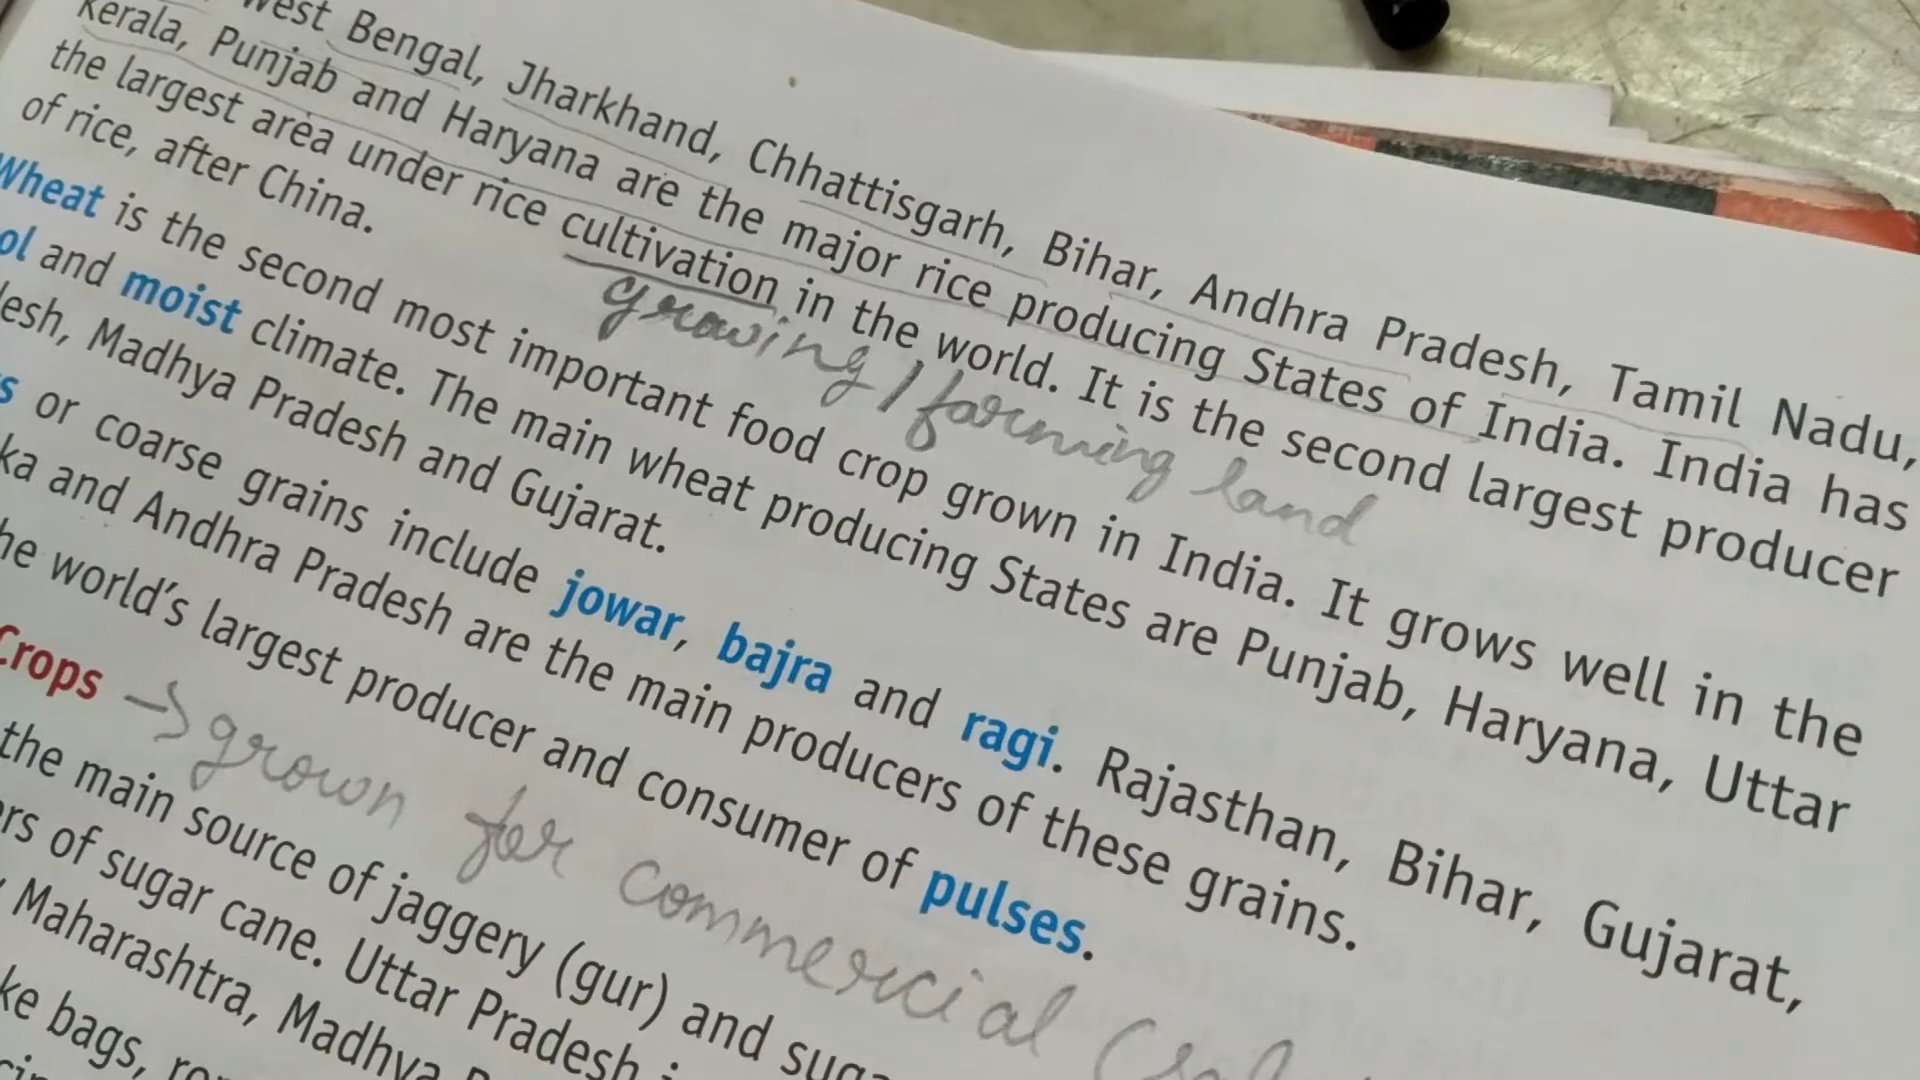 West Bengal, Jharkhand, Chhattisgarh, Bihar, Andhra Pradesh, Tamil Nadu,
Kerala, Punjab and Haryana are the major rice producing States of India. India has
the largest area under rice cultivation in the world. It is the second largest producer
of rice, after China.
growing / farming land
Wheat is the second most important food crop grown in India. It grows well in the
ol and moist climate. The main wheat producing States are Punjab, Haryana, Uttar
esh, Madhya Pradesh and Gujarat.
s or coarse grains include jowar, bajra and ragi. Rajasthan, Bihar, Gujarat,
ka and Andhra Pradesh are the main producers of these grains.
he world's largest producer and consumer of pulses.
Crops → grown for commercial
the main source of jaggery (gur) and suga
rs of sugar cane. Uttar Pradesh i
Maharashtra, Madhya
ke bags, ro